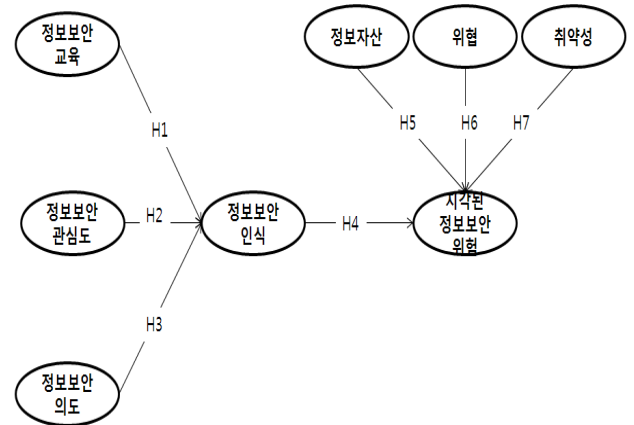 정보보안
교육
정보자산
위협
취약성
H1
H5
H6
H7
정보보안
관심도
H2
정보보안
인식
H4
지각된
정보보안
위험
H3
정보보안
의도